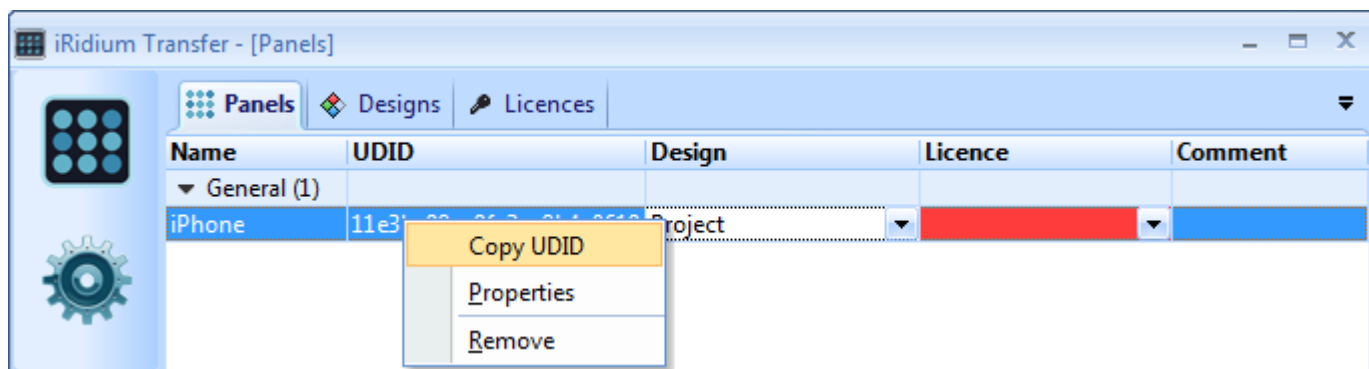 iRidium Transfer - [Panels]
Panels Designs Licences
Name UDID Design Licence Comment
General (1)
iPhone Project
Copy UDID
Properties
Remove